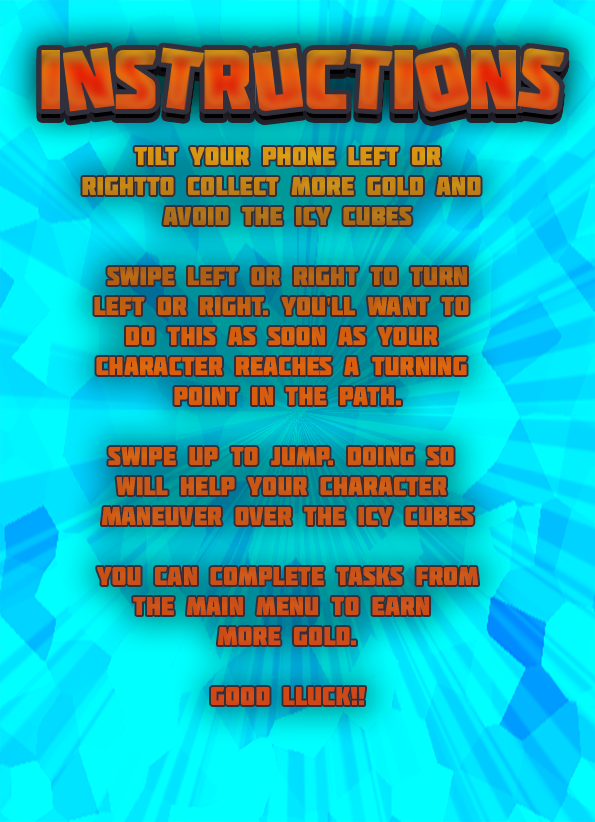 INSTRUCTIONS
TILT YOUR PHONE LEFT OR
RIGHTTO COLLECT MORE GOLD AND
AVOID THE ICY CUBES
SWIPE LEFT OR RIGHT TO TURN
LEFT OR RIGHT. YOU'LL WANT TO
DO THIS AS SOON AS YOUR
CHARACTER REACHES A TURNING
POINT IN THE PATH.
SWIPE UP TO JUMP. DOING SO
WILL HELP YOUR CHARACTER
MANEUVER OVER THE ICY CUBES
YOU CAN COMPLETE TASKS FROM
THE MAIN MENU TO EARN
MORE GOLD.
GOOD LLUCK!!